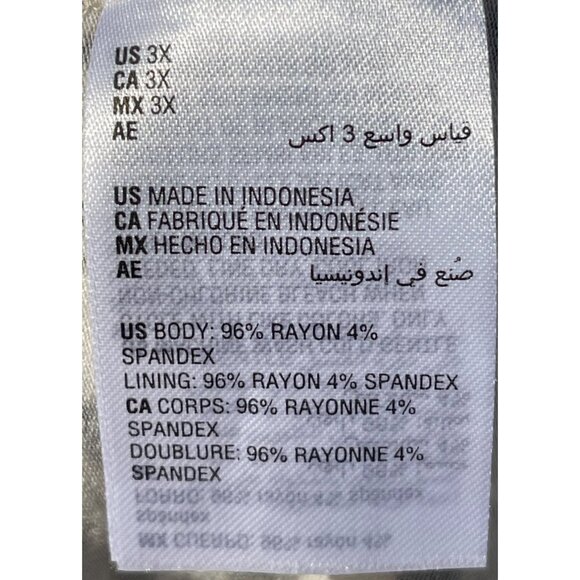 US 3X
CA 3X
MX 3X
AE قياس واسع 3 اكس
US MADE IN INDONESIA
CA FABRIQUÉ EN INDONÉSIE
MX HECHO EN INDONESIA
AE صُنع في إندونيسيا
US BODY: 96% RAYON 4%
SPANDEX
LINING: 96% RAYON 4% SPANDEX
CA CORPS: 96% RAYONNE 4%
SPANDEX
DOUBLURE: 96% RAYONNE 4%
SPANDEX